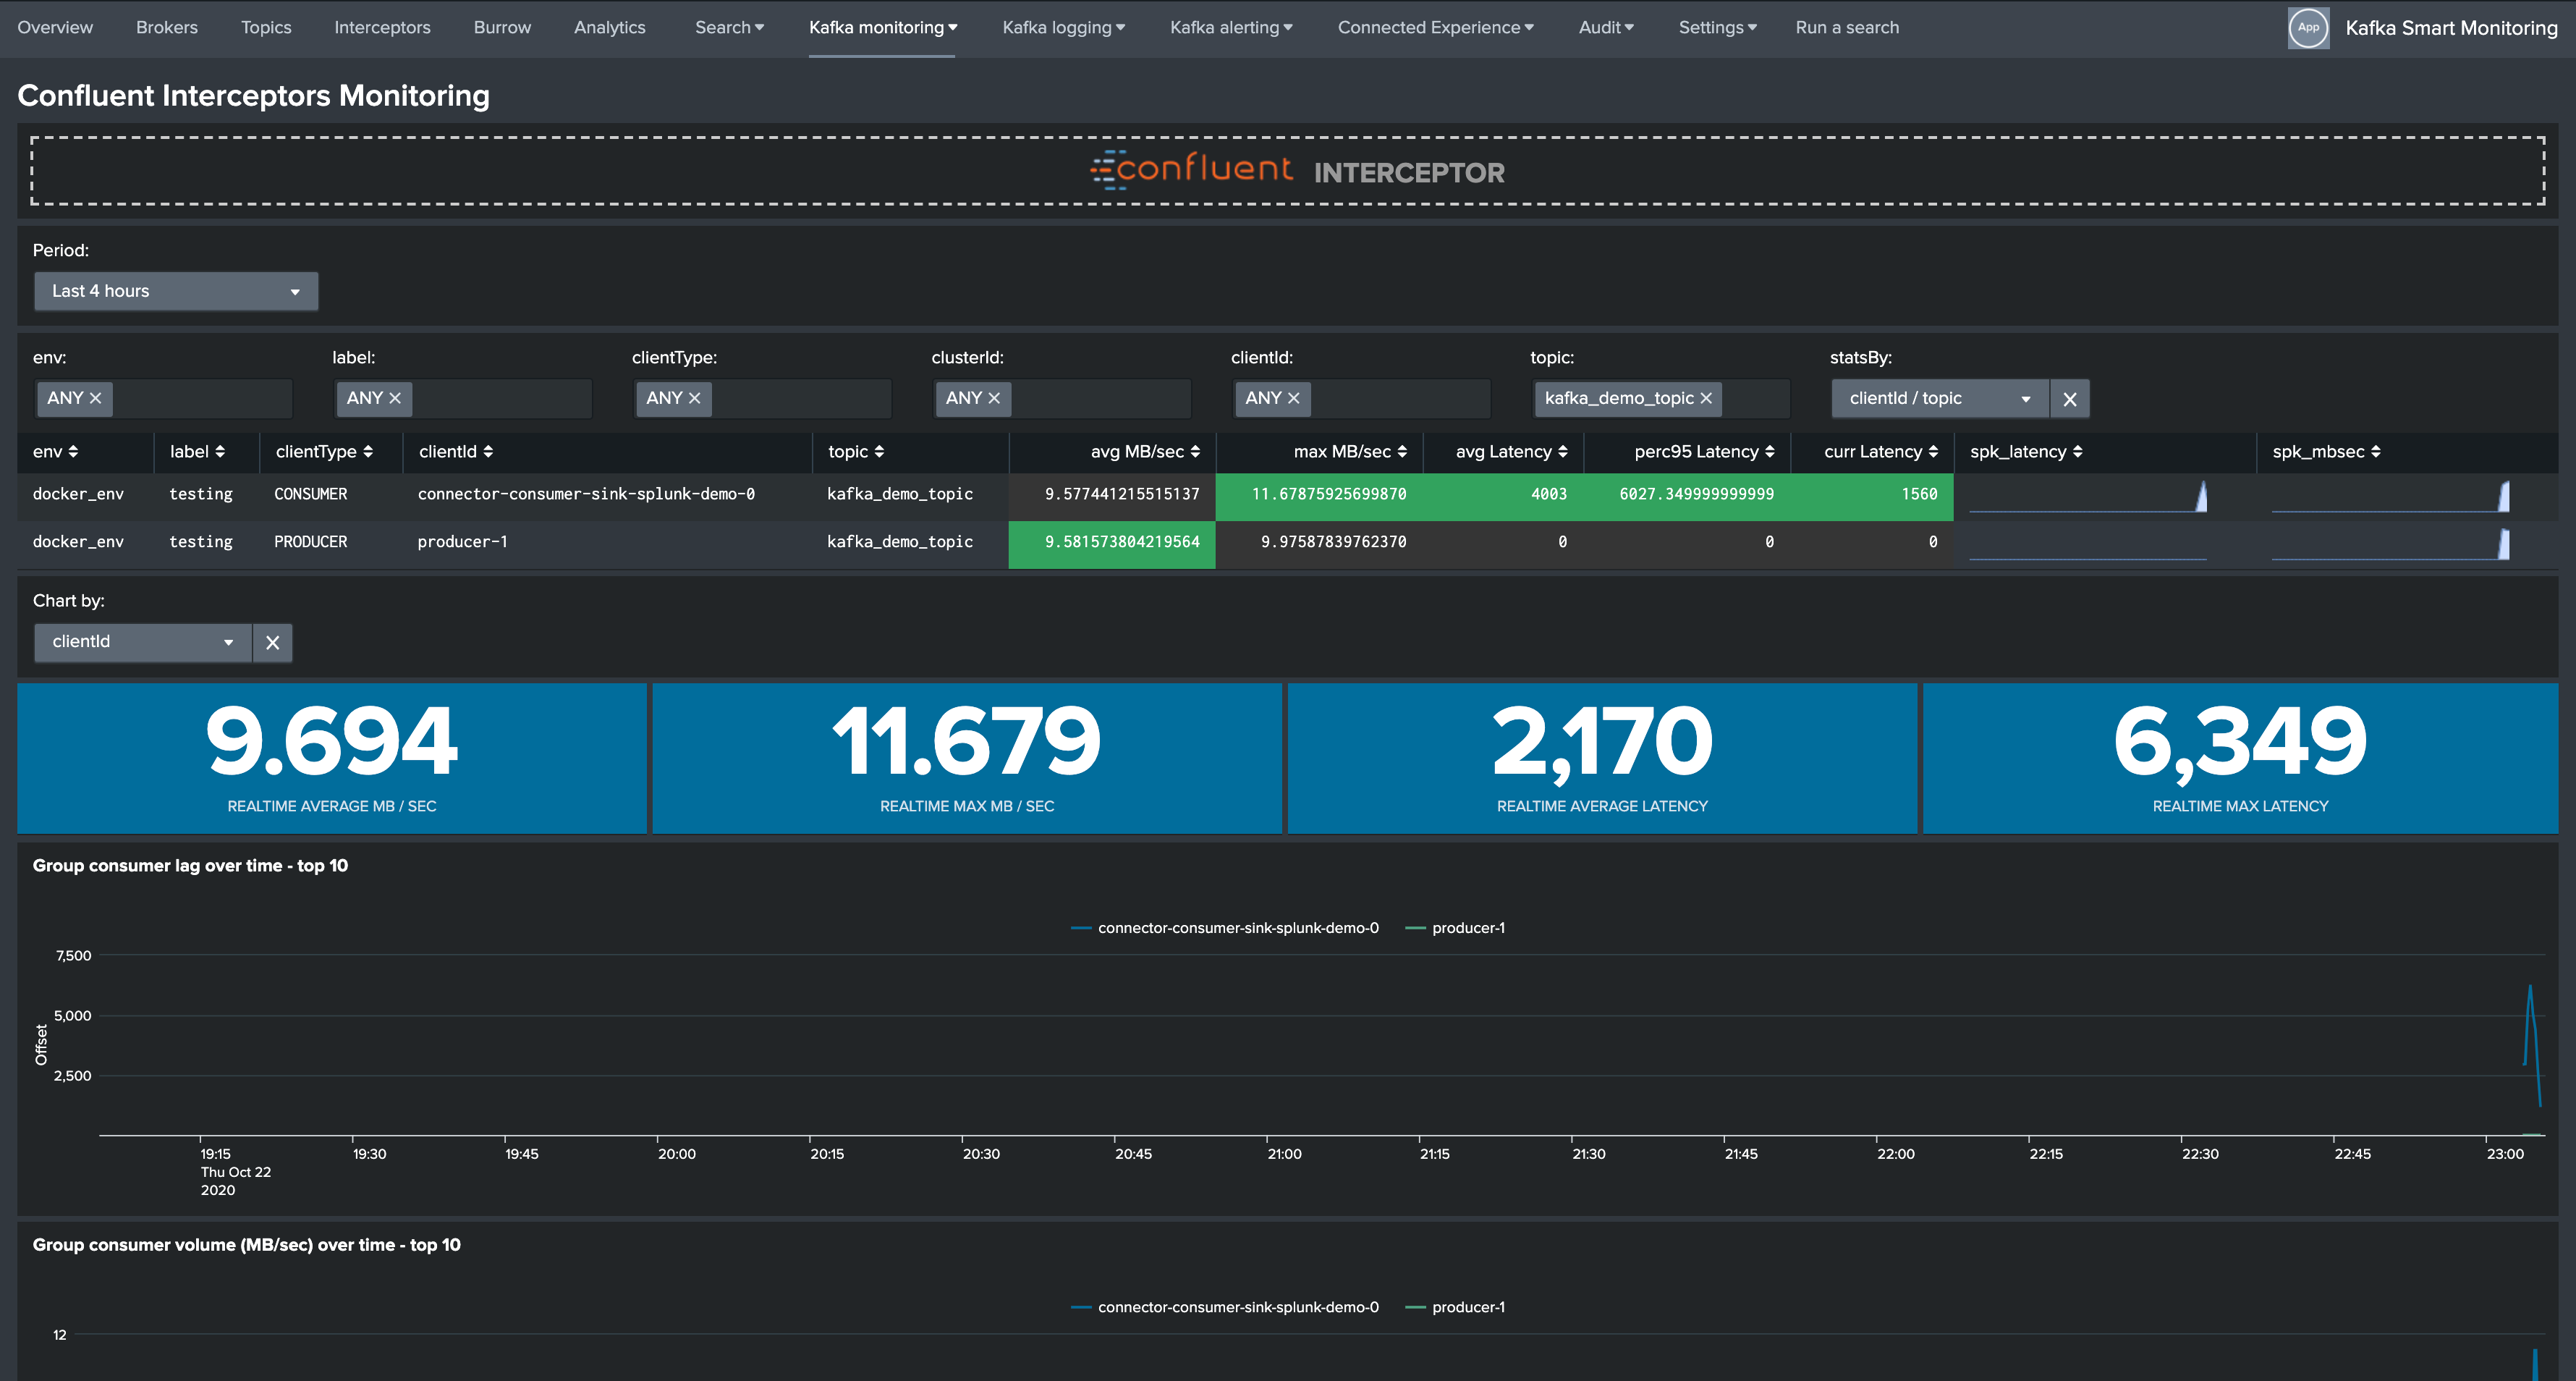 Overview Brokers Topics Interceptors Burrow Analytics Search Kafka monitoring Kafka logging Kafka alerting Connected Experience Audit Settings Run a search App Kafka Smart Monitoring
Confluent Interceptors Monitoring
confluent INTERCEPTOR
Period:
Last 4 hours
env: label: clientType: clusterId: clientId: topic: statsBy:
ANY ANY ANY ANY ANY kafka_demo_topic clientId / topic
env label clientType clientId topic avg MB/sec max MB/sec avg Latency perc95 Latency curr Latency spk_latency spk_mbsec
docker_env testing CONSUMER connector-consumer-sink-splunk-demo-0 kafka_demo_topic 9.577441215515137 11.67875925699870 4003 6027.349999999999 1560
docker_env testing PRODUCER producer-1 kafka_demo_topic 9.581573804219564 9.97587839762370 0 0 0
Chart by:
clientId
9.694 11.679 2,170 6,349
REALTIME AVERAGE MB / SEC REALTIME MAX MB / SEC REALTIME AVERAGE LATENCY REALTIME MAX LATENCY
Group consumer lag over time - top 10
connector-consumer-sink-splunk-demo-0 producer-1
7,500
5,000
Offset
2,500
19:15 19:30 19:45 20:00 20:15 20:30 20:45 21:00 21:15 21:30 21:45 22:00 22:15 22:30 22:45 23:00
Thu Oct 22
2020
Group consumer volume (MB/sec) over time - top 10
connector-consumer-sink-splunk-demo-0 producer-1
12